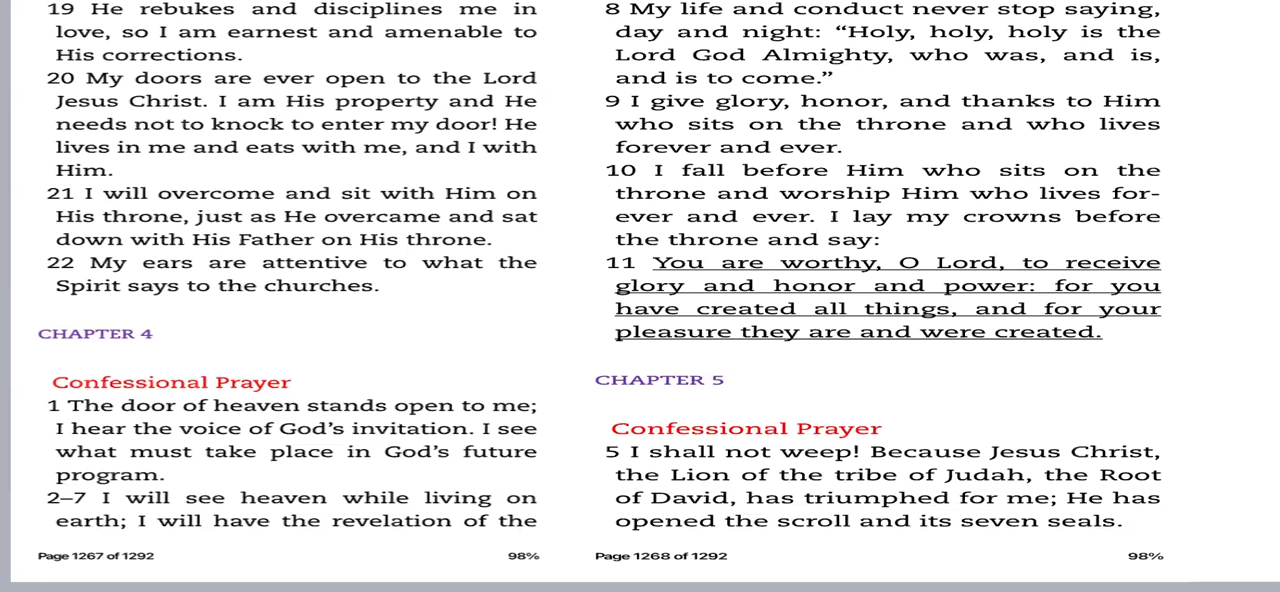 19 He rebukes and disciplines me in
love, so I am earnest and amenable to
His corrections.
20 My doors are ever open to the Lord
Jesus Christ. I am His property and He
needs not to knock to enter my door! He
lives in me and eats with me, and I with
Him.
21 I will overcome and sit with Him on
His throne, just as He overcame and sat
down with His Father on His throne.
22 My ears are attentive to what the
Spirit says to the churches.
CHAPTER 4
Confessional Prayer
1 The door of heaven stands open to me;
I hear the voice of God’s invitation. I see
what must take place in God’s future
program.
2–7 I will see heaven while living on
earth; I will have the revelation of the
Page 1267 of 1292 98%
8 My life and conduct never stop saying,
day and night: “Holy, holy, holy is the
Lord God Almighty, who was, and is,
and is to come.”
9 I give glory, honor, and thanks to Him
who sits on the throne and who lives
forever and ever.
10 I fall before Him who sits on the
throne and worship Him who lives for-
ever and ever. I lay my crowns before
the throne and say:
11 You are worthy, O Lord, to receive
glory and honor and power: for you
have created all things, and for your
pleasure they are and were created.
CHAPTER 5
Confessional Prayer
5 I shall not weep! Because Jesus Christ,
the Lion of the tribe of Judah, the Root
of David, has triumphed for me; He has
opened the scroll and its seven seals.
Page 1268 of 1292 98%